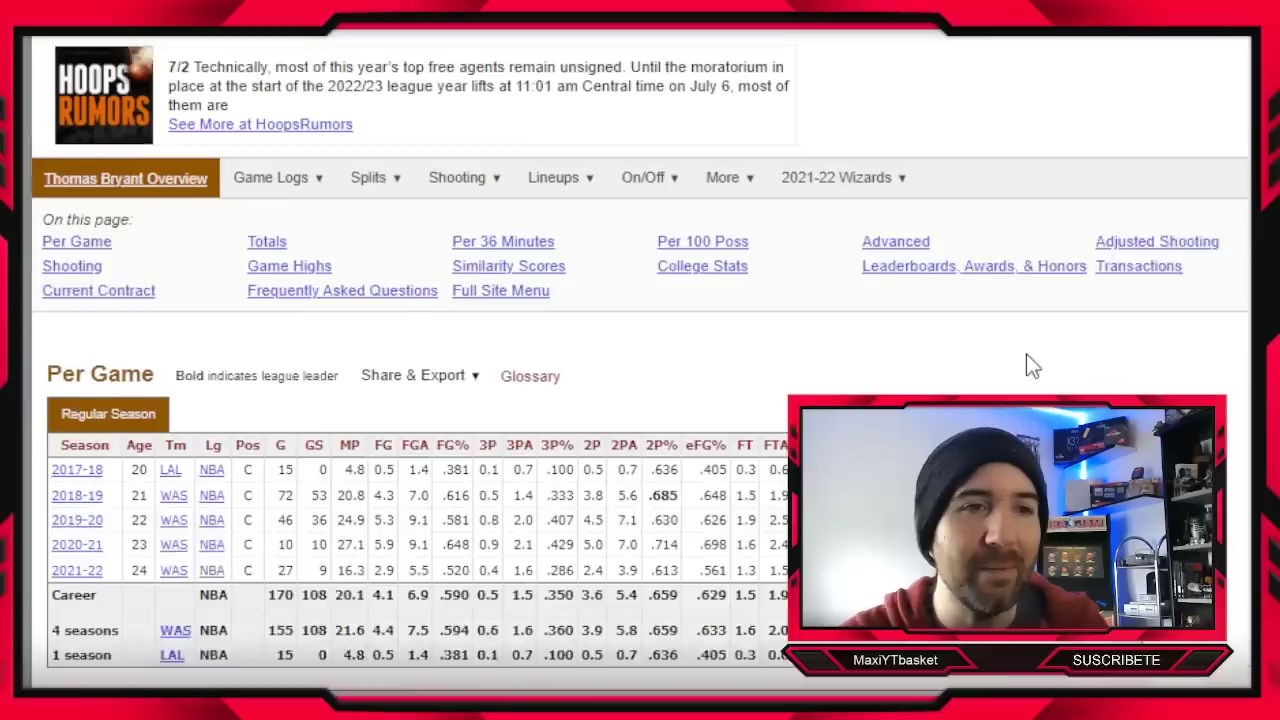 HOOPS
RUMORS
7/2 Technically, most of this year's top free agents remain unsigned. Until the moratorium in
place at the start of the 2022/23 league year lifts at 11:01 am Central time on July 6, most of
them are
See More at HoopsRumors
Thomas Bryant Overview Game Logs ▼ Splits ▼ Shooting ▼ Lineups ▼ On/Off ▼ More ▼ 2021-22 Wizards ▼
On this page:
Per Game Totals Per 36 Minutes Per 100 Poss Advanced Adjusted Shooting
Shooting Game Highs Similarity Scores College Stats Leaderboards, Awards, & Honors Transactions
Current Contract Frequently Asked Questions Full Site Menu
Per Game Bold indicates league leader Share & Export ▼ Glossary
Regular Season
Season Age Tm Lg Pos G GS MP FG FGA FG% 3P 3PA 3P% 2P 2PA 2P% eFG% FT FTA
2017-18 20 LAL NBA C 15 0 4.8 0.5 1.4 .381 0.1 0.7 .100 0.5 0.7 .636 .405 0.3 0.6
2018-19 21 WAS NBA C 72 53 20.8 4.3 7.0 .616 0.5 1.4 .333 3.8 5.6 .685 .648 1.5 1.9
2019-20 22 WAS NBA C 46 36 24.9 5.3 9.1 .581 0.8 2.0 .407 4.5 7.1 .630 .626 1.9 2.5
2020-21 23 WAS NBA C 10 10 27.1 5.9 9.1 .648 0.9 2.1 .429 5.0 7.0 .714 .698 1.6 2.4
2021-22 24 WAS NBA C 27 9 16.3 2.9 5.5 .520 0.4 1.6 .286 2.4 3.9 .613 .561 1.3 1.5
Career NBA 170 108 20.1 4.1 6.9 .590 0.5 1.5 .350 3.6 5.4 .659 .629 1.5 1.9
4 seasons WAS NBA 155 108 21.6 4.4 7.5 .594 0.6 1.6 .360 3.9 5.8 .659 .633 1.6 2.0
1 season LAL NBA 15 0 4.8 0.5 1.4 .381 0.1 0.7 .100 0.5 0.7 .636 .405 0.3
MaxiYTbasket SUSCRIBETE